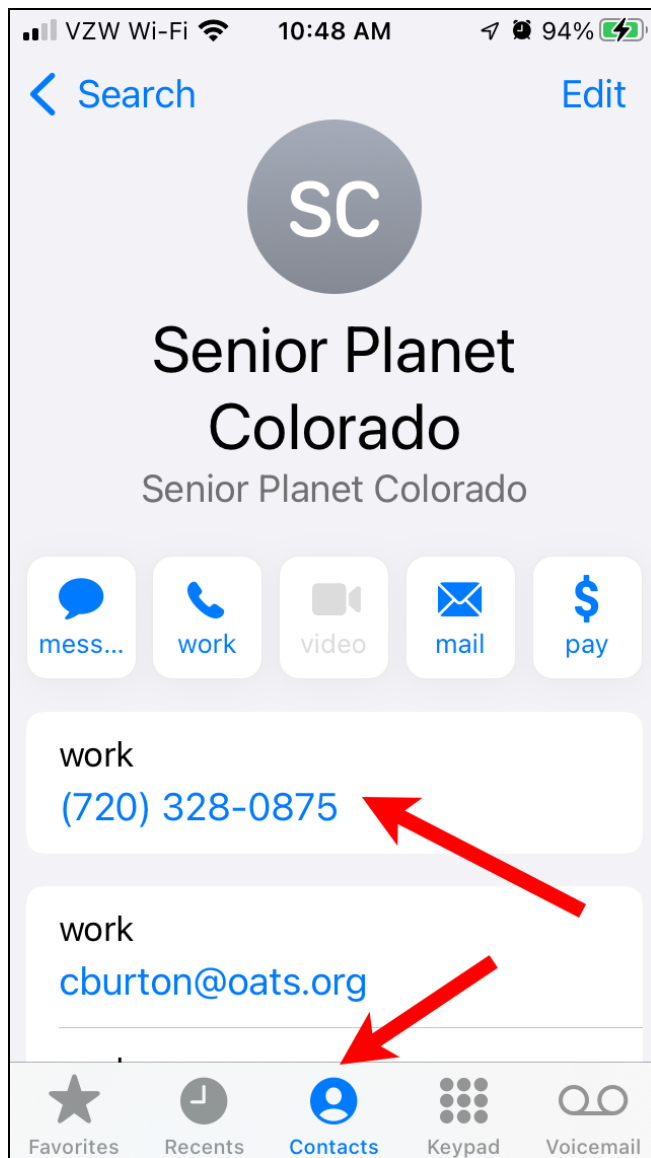 VZW Wi-Fi 10:48 AM 94%
Search Edit
SC
Senior Planet
Colorado
Senior Planet Colorado
mess... work video mail $ pay
work
(720) 328-0875
work
cburton@oats.org
Favorites Recents Contacts Keypad Voicemail